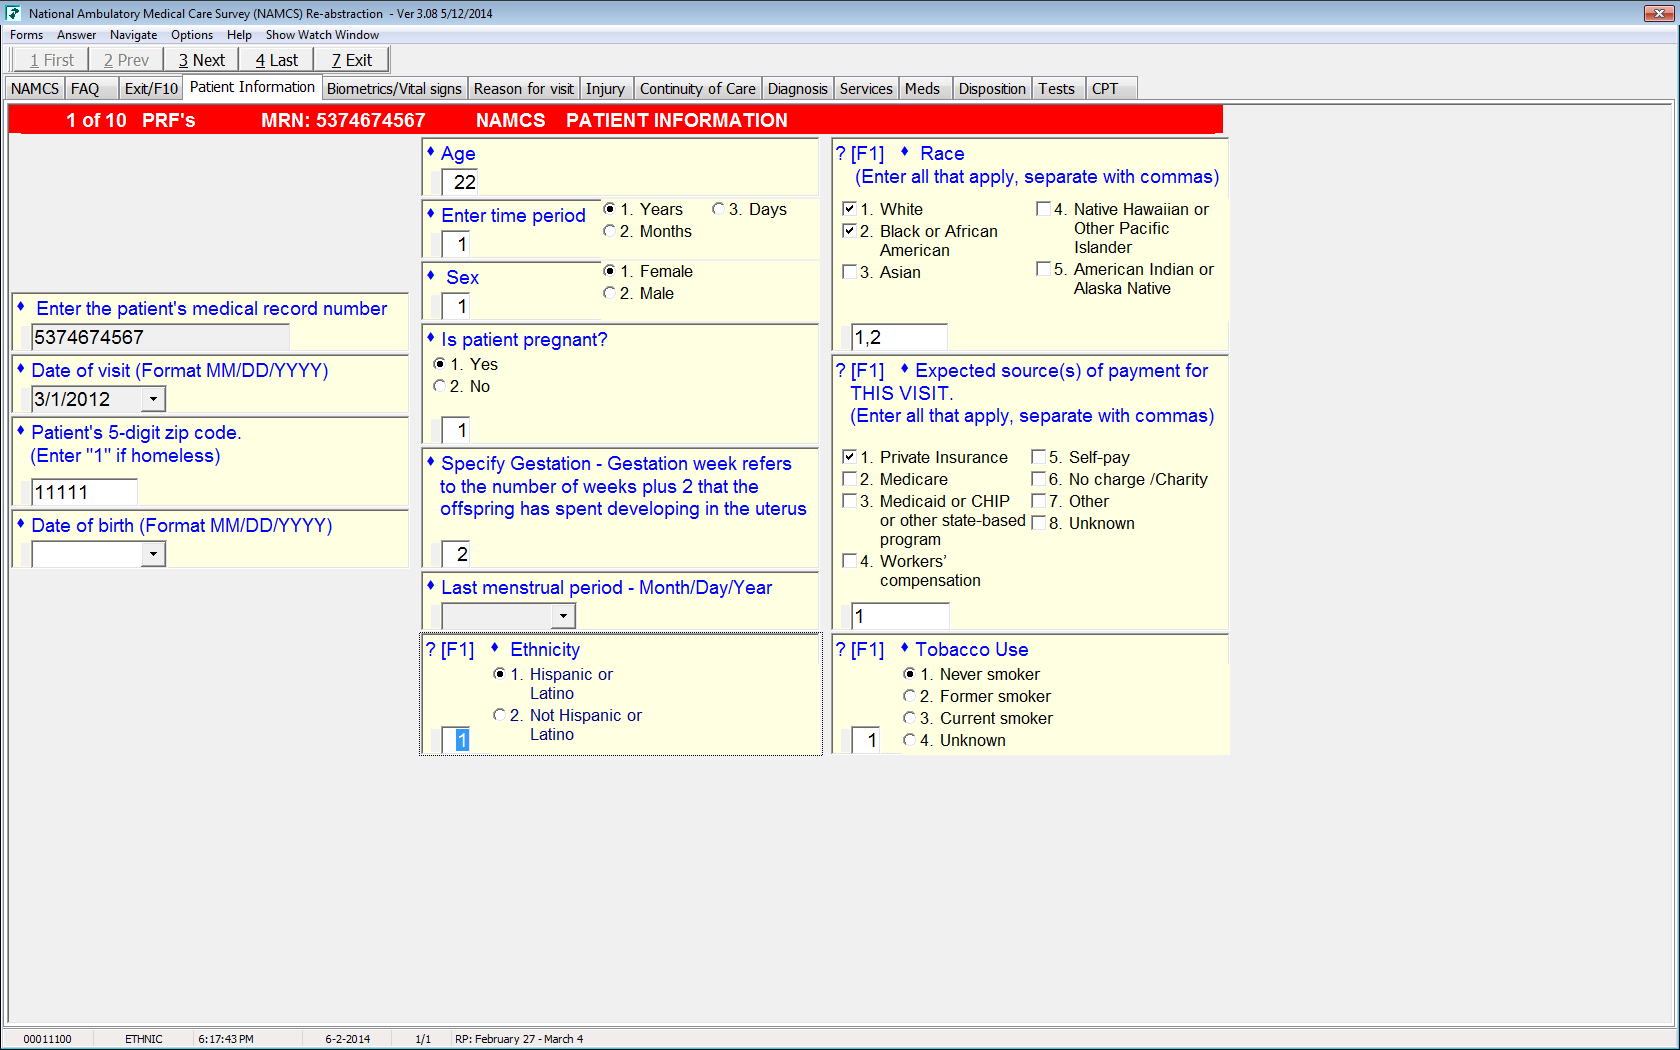 National Ambulatory Medical Care Survey (NAMCS) Re-abstraction - Ver 3.08 5/12/2014
Forms Answer Navigate Options Help Show Watch Window
1 First 2 Prev 3 Next 4 Last 7 Exit
NAMCS FAQ Exit/F10 Patient Information Biometrics/Vital signs Reason for visit Injury Continuity of Care Diagnosis Services Meds Disposition Tests CPT
1 of 10 PRF's MRN: 5374674567 NAMCS PATIENT INFORMATION
Enter the patient's medical record number
5374674567
Date of visit (Format MM/DD/YYYY)
3/1/2012
Patient's 5-digit zip code.
(Enter "1" if homeless)
11111
Date of birth (Format MM/DD/YYYY)
Age
22
Enter time period
1. Years 3. Days
2. Months
1
Sex
1. Female
2. Male
1
Is patient pregnant?
1. Yes
2. No
1
Specify Gestation - Gestation week refers
to the number of weeks plus 2 that the
offspring has spent developing in the uterus
2
Last menstrual period - Month/Day/Year
? [F1] Ethnicity
1. Hispanic or
Latino
2. Not Hispanic or
Latino
1
? [F1] Race
(Enter all that apply, separate with commas)
1. White
2. Black or African
American
3. Asian
4. Native Hawaiian or
Other Pacific
Islander
5. American Indian or
Alaska Native
1,2
? [F1] Expected source(s) of payment for
THIS VISIT.
(Enter all that apply, separate with commas)
1. Private Insurance
2. Medicare
3. Medicaid or CHIP
or other state-based
program
4. Workers’
compensation
5. Self-pay
6. No charge /Charity
7. Other
8. Unknown
1
? [F1] Tobacco Use
1. Never smoker
2. Former smoker
3. Current smoker
4. Unknown
1
00011100 ETHNIC 6:17:43 PM 6-2-2014 1/1 RP: February 27 - March 4